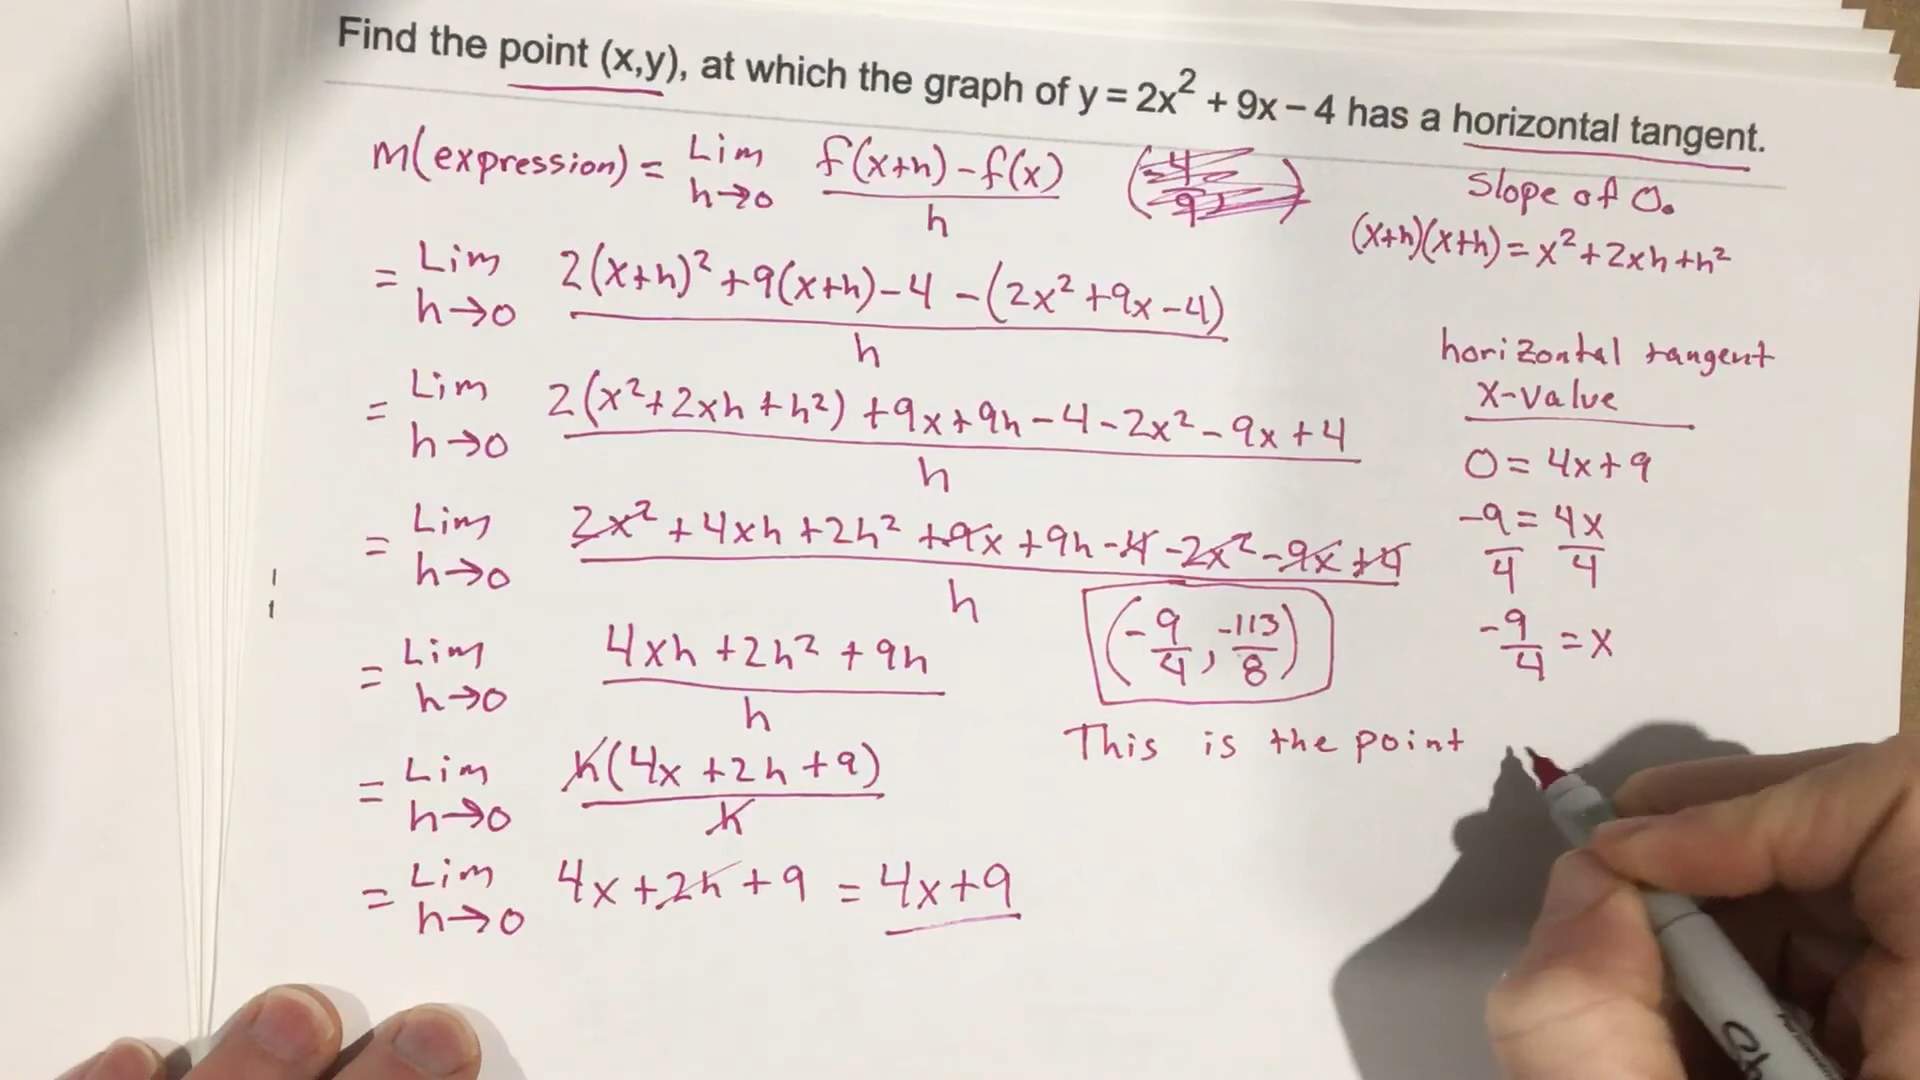 Find the point (x,y), at which the graph of y = 2x² + 9x − 4 has a horizontal tangent.
m(expression) = Lim h→0 f(x+h) − f(x) / h
Slope of 0.
(x+h)(x+h) = x² + 2xh + h²
= Lim h→0 2(x+h)² + 9(x+h) − 4 − (2x² + 9x − 4) / h
= Lim h→0 2(x² + 2xh + h²) + 9x + 9h − 4 − 2x² − 9x + 4 / h
= Lim h→0 2x² + 4xh + 2h² + 9x + 9h − 4 − 2x² − 9x + 4 / h
= Lim h→0 4xh + 2h² + 9h / h
= Lim h→0 h(4x + 2h + 9) / h
= Lim h→0 4x + 2h + 9 = 4x + 9
horizontal tangent
x-value
0 = 4x + 9
−9/4 = 4x/4
−9/4 = x
(−9/4, −113/8)
This is the point